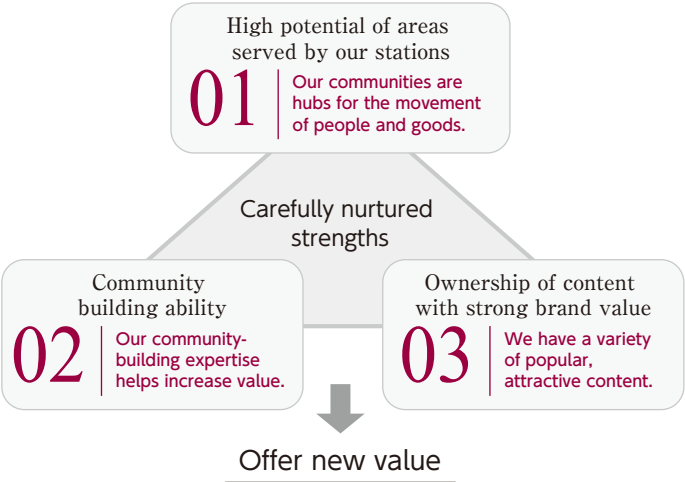 High potential of areas
served by our stations
01
Our communities are
hubs for the movement
of people and goods.
Carefully nurtured
strengths
Community
building ability
02
Our community-
building expertise
helps increase value.
Ownership of content
with strong brand value
03
We have a variety
of popular,
attractive content.
Offer new value